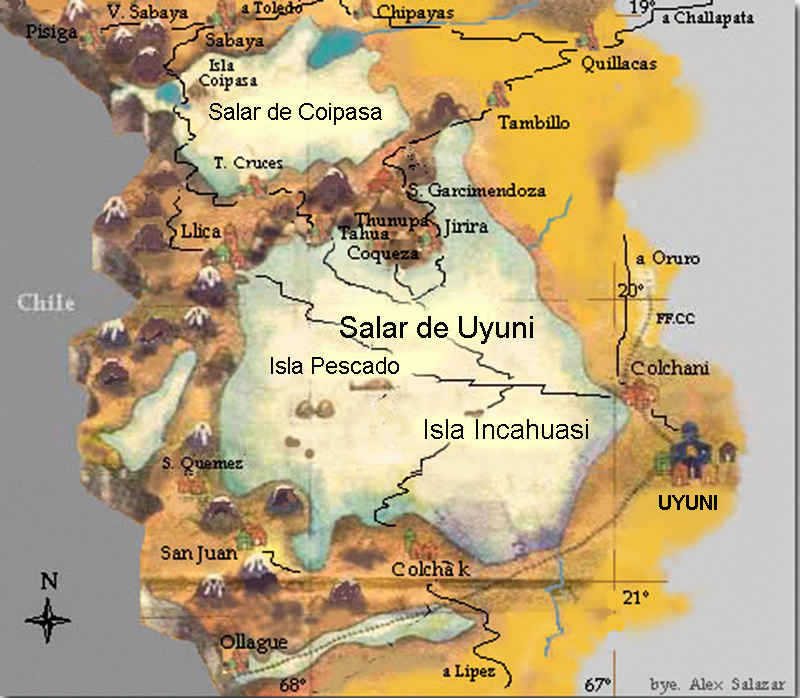 V. Sabaya
a Toledo
Chipayas
19°
a Challapata
Pisiga
Sabaya
Quillacas
Isla
Coipasa
Salar de Coipasa
Tambillo
T. Cruces
S. Garcimendoza
Thunupa
Llica
Tahua
Jirira
Coqueza
a Oruro
20°
Chile
FF.CC
Salar de Uyuni
Isla Pescado
Colchani
Isla Incahuasi
S. Quemez
UYUNI
San Juan
Colcha k
N
21°
Ollague
a Lipez
68°
67°
bye. Alex Salazar